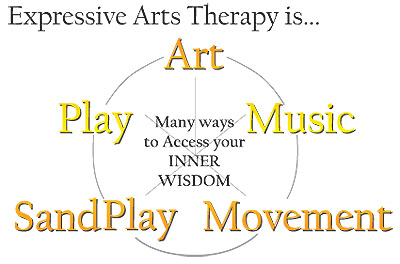 Expressive Arts Therapy is...
Art
Play
Music
Many ways
to Access your
INNER
WISDOM
SandPlay
Movement